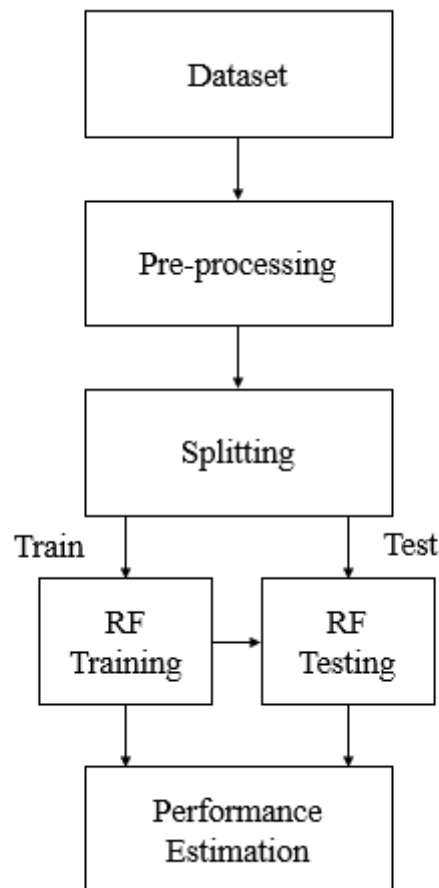 Dataset
Pre-processing
Splitting
Train
Test
RF
Training
RF
Testing
Performance
Estimation